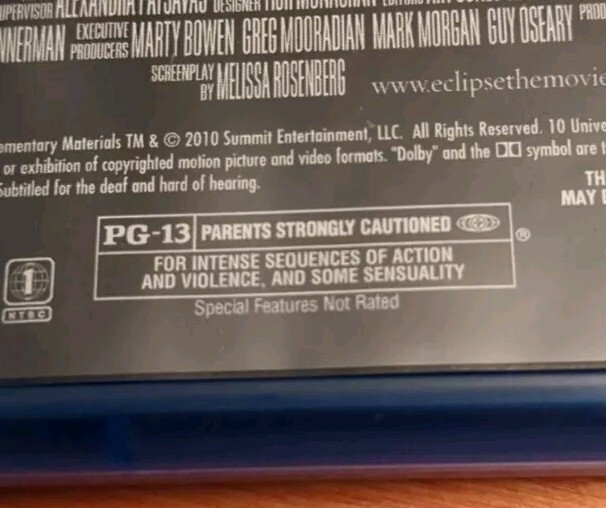 UPERVISOR ALEXANDRA PATSAVAS DESIGNER
NNERMAN EXECUTIVE PRODUCERS MARTY BOWEN GREG MOORADIAN MARK MORGAN GUY OSEARY PROD
SCREENPLAY BY MELISSA ROSENBERG www.eclipsethemovie
ementary Materials TM & © 2010 Summit Entertainment, LLC. All Rights Reserved. 10 Unive
or exhibition of copyrighted motion picture and video formats. "Dolby" and the symbol are t
Subtitled for the deaf and hard of hearing.
TH
MAY B
PG-13 PARENTS STRONGLY CAUTIONED ®
FOR INTENSE SEQUENCES OF ACTION
AND VIOLENCE, AND SOME SENSUALITY
Special Features Not Rated
1
NTSC